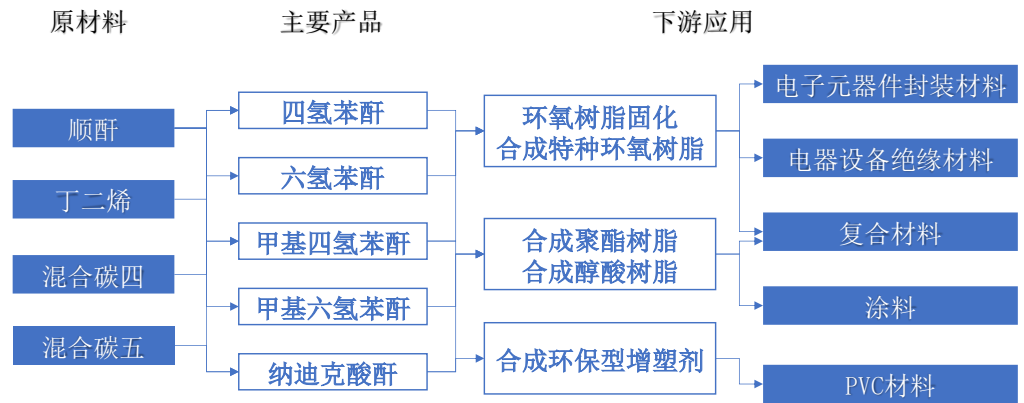 原材料
主要产品
下游应用
顺酐
丁二烯
混合碳四
混合碳五
四氢苯酐
六氢苯酐
甲基四氢苯酐
甲基六氢苯酐
纳迪克酸酐
环氧树脂固化
合成特种环氧树脂
合成聚酯树脂
合成醇酸树脂
合成环保型增塑剂
电子元器件封装材料
电器设备绝缘材料
复合材料
涂料
PVC材料